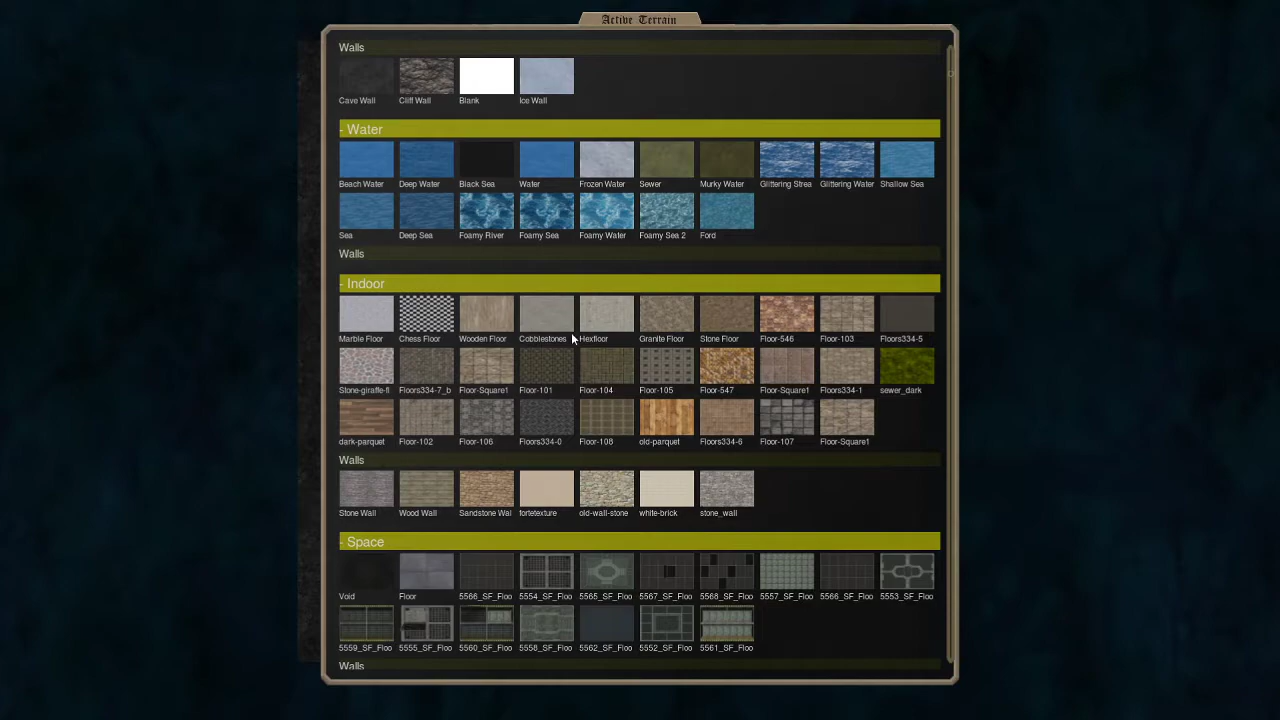 Active Terrain
Walls
Cave Wall Cliff Wall Blank Ice Wall
- Water
Beach Water Deep Water Black Sea Water Frozen Water Sewer Murky Water Glittering Strea Glittering Water Shallow Sea
Sea Deep Sea Foamy River Foamy Sea Foamy Water Foamy Sea 2 Ford
Walls
- Indoor
Marble Floor Chess Floor Wooden Floor Cobblestones Hexfloor Granite Floor Stone Floor Floor-546 Floor-103 Floors334-5
Stone-giraffe-fl Floors334-7_b Floor-Square1 Floor-101 Floor-104 Floor-105 Floor-547 Floor-Square1 Floors334-1 sewer_dark
dark-parquet Floor-102 Floor-106 Floors334-0 Floor-108 old-parquet Floors334-6 Floor-107 Floor-Square1
Walls
Stone Wall Wood Wall Sandstone Wal fortetexture old-wall-stone white-brick stone_wall
- Space
Void Floor 5566_SF_Floo 5554_SF_Floo 5565_SF_Floo 5567_SF_Floo 5568_SF_Floo 5557_SF_Floo 5566_SF_Floo 5553_SF_Floo
5559_SF_Floo 5555_SF_Floo 5560_SF_Floo 5558_SF_Floo 5562_SF_Floo 5552_SF_Floo 5561_SF_Floo
Walls